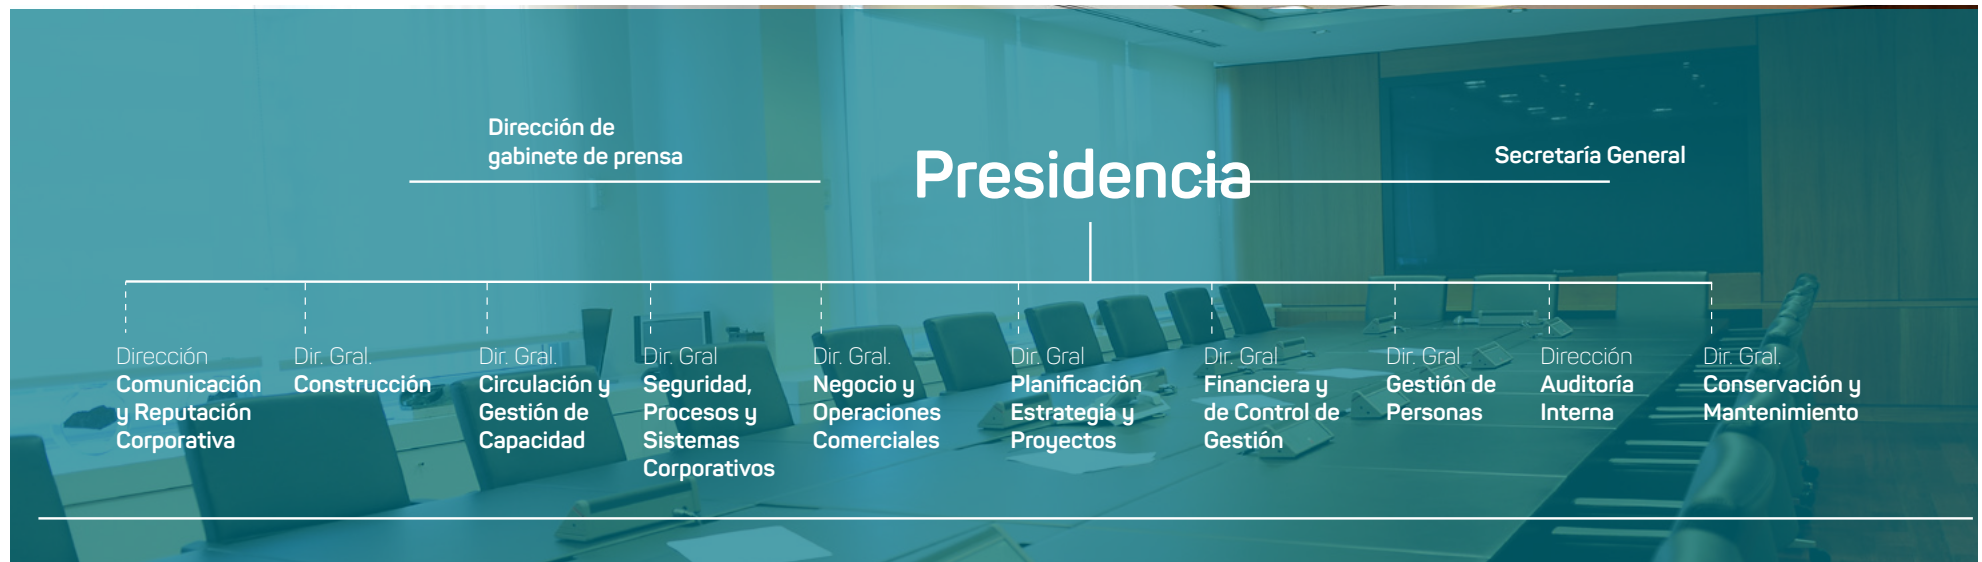 Dirección de
gabinete de prensa
Presidencia
Secretaría General
Dirección
Comunicación
y Reputación
Corporativa
Dir. Gral.
Construcción
Dir. Gral.
Circulación y
Gestión de
Capacidad
Dir. Gral
Seguridad,
Procesos y
Sistemas
Corporativos
Dir. Gral.
Negocio y
Operaciones
Comerciales
Dir. Gral
Planificación
Estrategia y
Proyectos
Dir. Gral
Financiera y
de Control de
Gestión
Dir. Gral
Gestión de
Personas
Dirección
Auditoría
Interna
Dir. Gral.
Conservación y
Mantenimiento